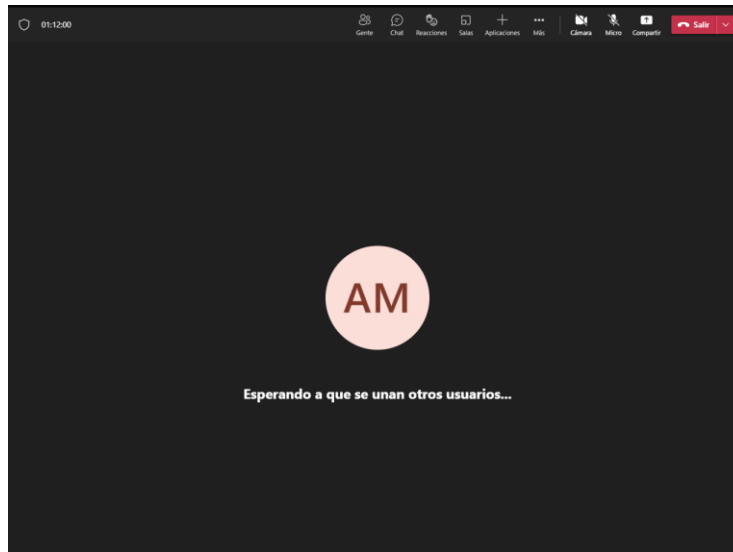 01:12:00
Gente Chat Reacciones Salas Aplicaciones Más Cámara Micro Compartir Salir
AM
Esperando a que se unan otros usuarios...